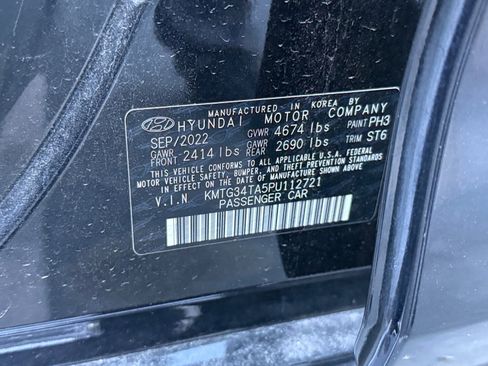 MANUFACTURED IN KOREA BY
HYUNDAI MOTOR COMPANY
SEP/2022 GVWR 4674 lbs PAINT PH3
GAWR FRONT 2414 lbs GAWR REAR 2690 lbs TRIM ST6
THIS VEHICLE CONFORMS TO ALL APPLICABLE U.S.A. FEDERAL
MOTOR VEHICLE SAFETY, BUMPER, AND THEFT PREVENTION STANDARDS
IN EFFECT ON THE DATE OF MANUFACTURE SHOWN ABOVE.
V.I.N KMTG34TA5PU112721
PASSENGER CAR